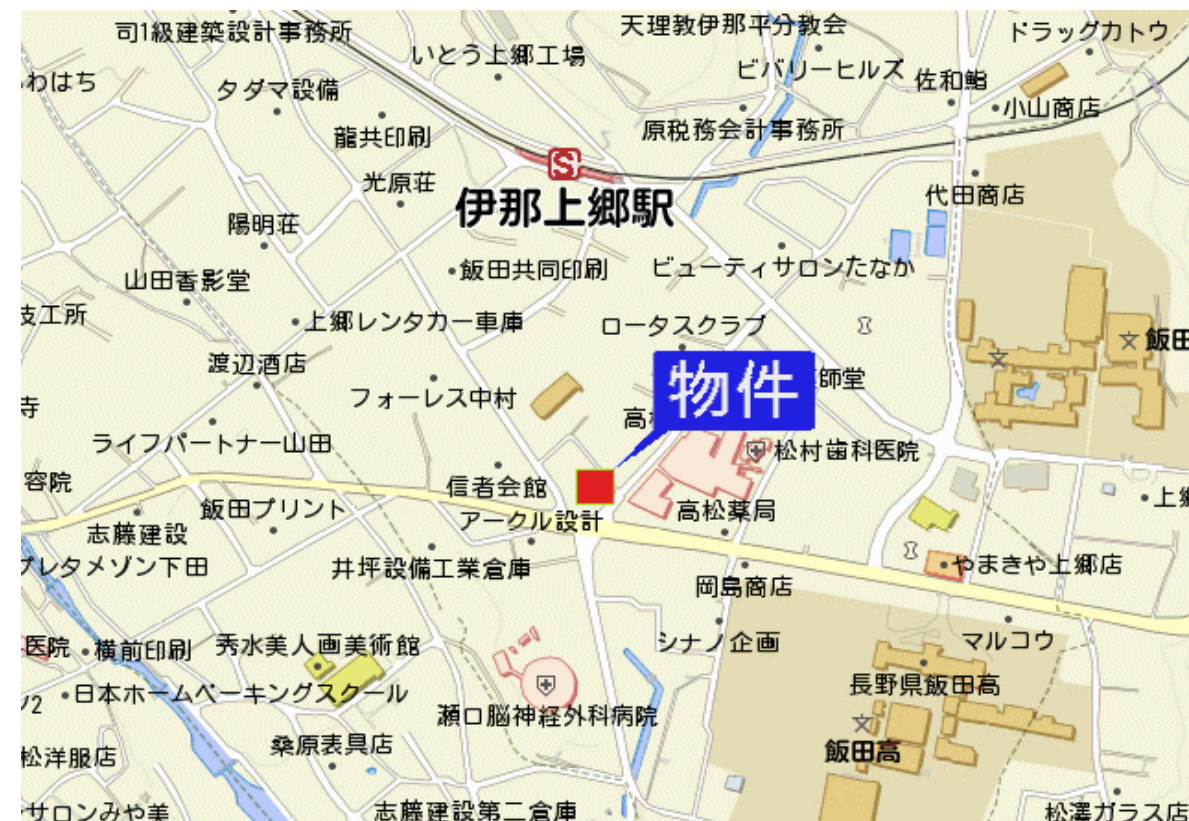 司1級建築設計事務所
天理教伊那平分教会
ドラッグカトウ
いとう上郷工場
ビバリーヒルズ
佐和鮨
わはち
タダマ設備
小山商店
龍共印刷
原税務会計事務所
光原荘
代田商店
伊那上郷駅
陽明荘
飯田共同印刷
ビューティサロンたなか
山田香影堂
技工所
上郷レンタカー車庫
ロータスクラブ
飯田
渡辺酒店
物件
師堂
フォーレス中村
寺
高
ライフパートナー山田
松村歯科医院
容院
信者会館
飯田プリント
アークル設計
高松薬局
上郷
志藤建設
プレタメゾン下田
井坪設備工業倉庫
やまきや上郷店
岡島商店
医院
横前印刷
秀水美人画美術館
シナノ企画
マルコウ
日本ホームベーキングスクール
長野県飯田高
瀬口脳神経外科病院
桑原表具店
飯田高
松洋服店
サロンみや美
志藤建設第二倉庫
松澤ガラス店